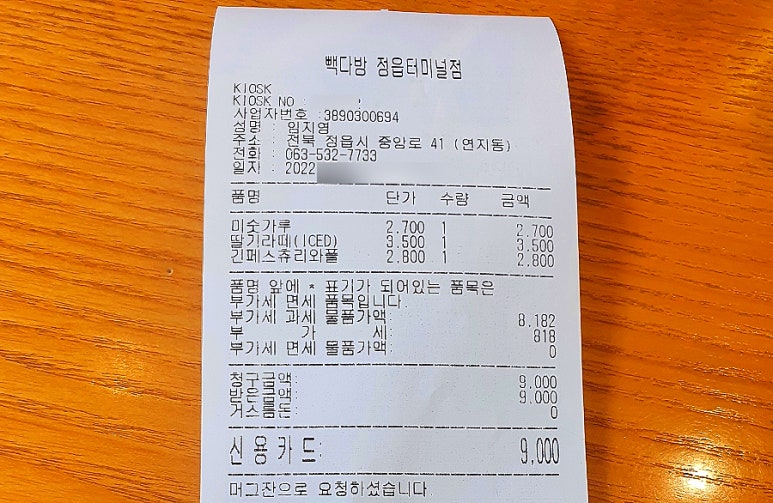 빽다방 정읍터미널점
KIOSK
KIOSK NO :
사업자번호 :3890300694
성명 : 임지영
주소 : 전북 정읍시 중앙로 41 (연지동)
전화 : 063-532-7733
일자 : 2022
품명 단가 수량 금액
미숫가루 2.700 1 2.700
딸기라떼(ICED) 3.500 1 3.500
긴페스츄리와플 2.800 1 2.800
품명 앞에 * 표기가 되어있는 품목은
부가세 면세 품목입니다.
부가세 과세 물품가액: 8.182
부 가 세: 818
부가세 면세 물품가액: 0
청구금액: 9,000
받은금액: 9,000
거스름돈: 0
신용카드: 9,000
머그잔으로 요청하셨습니다